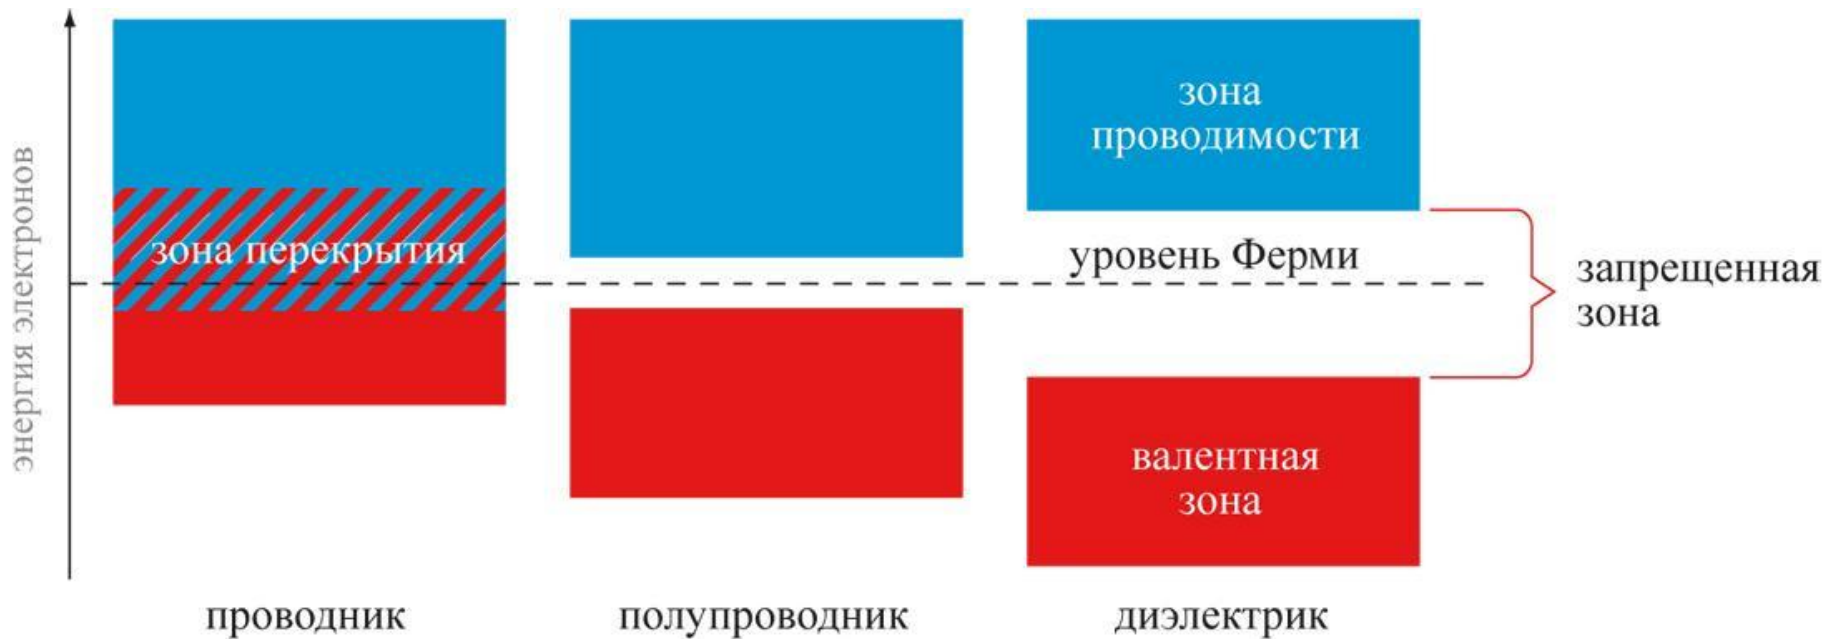 энергия электронов
зона перекрытия
зона
проводимости
уровень Ферми
запрещенная
зона
валентная
зона
проводник
полупроводник
диэлектрик